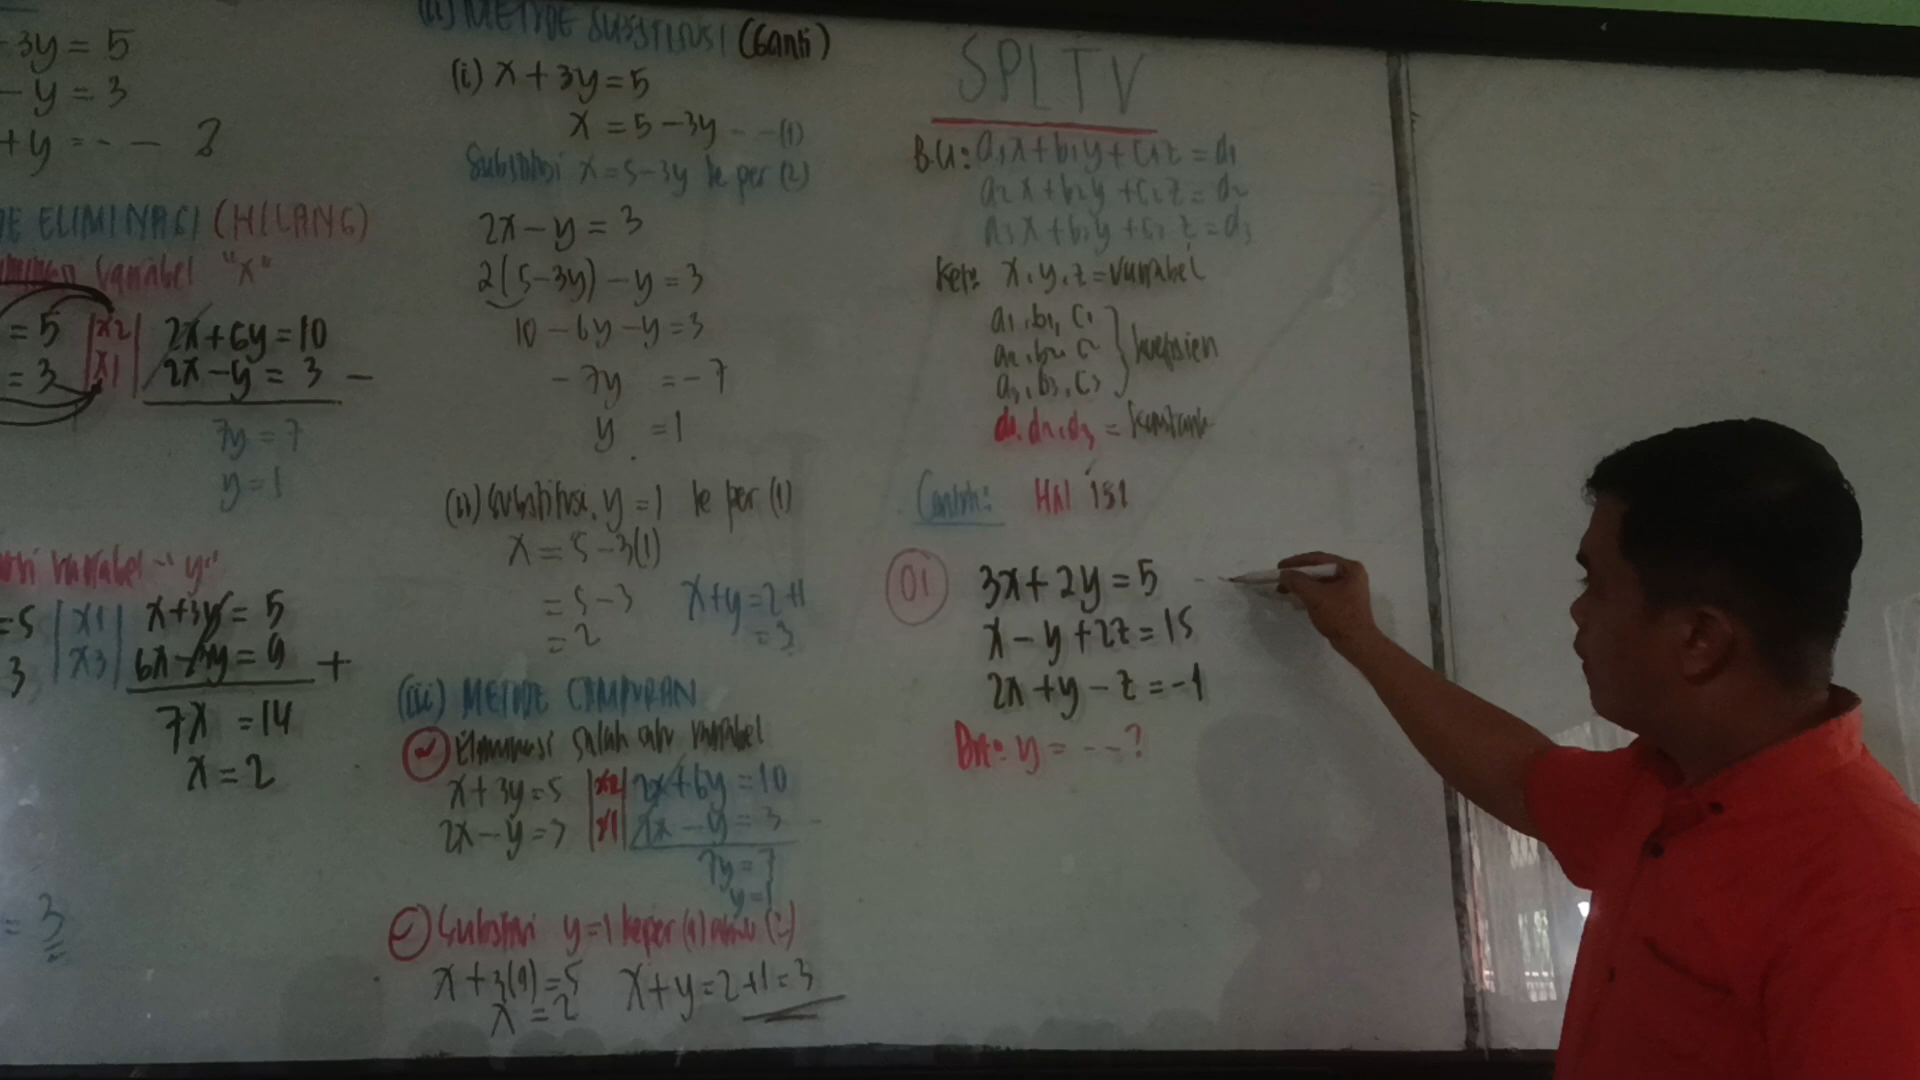 3y = 5
- y = 3
+ y = - - ?
ELIMINASI (HILANG)
variabel "x"
= 5 | x2 | 2x + 6y = 10
= 3 | x1 | 2x - y = 3 -
7y = 7
y = 1
variabel "y"
= 5 | x1 | x + 3y = 5
3 | x3 | 6x - 3y = 9 +
7x = 14
x = 2
= 3
(ii) METODE SUBSTITUSI (Ganti)
(i) x + 3y = 5
x = 5 - 3y - - (1)
Substitusi x = 5 - 3y ke per (2)
2x - y = 3
2(5 - 3y) - y = 3
10 - 6y - y = 3
- 7y = - 7
y = 1
(ii) Substitusi, y = 1 ke per (1)
x = 5 - 3(1)
= 5 - 3
= 2
x + y = 2 + 1
= 3
(iii) METODE CAMPURAN
Eliminasi salah satu variabel
x + 3y = 5 | x2 | 2x + 6y = 10
2x - y = 3 | x1 | 2x - y = 3 -
7y = 7
y = 1
Substitusi y = 1 ke per (1) atau (2)
x + 3(1) = 5
x = 2
x + y = 2 + 1 = 3
SPLTV
B.U: a1x + b1y + c1z = d1
a2x + b2y + c2z = d2
a3x + b3y + c3z = d3
Ket: x, y, z = variabel
a1, b1, c1
a2, b2, c2 } koefisien
a3, b3, c3
d1, d2, d3 = konstanta
Contoh: Hal 151
01 3x + 2y = 5 - -
x - y + 2z = 15
2x + y - z = -1
Dit: y = - - ?